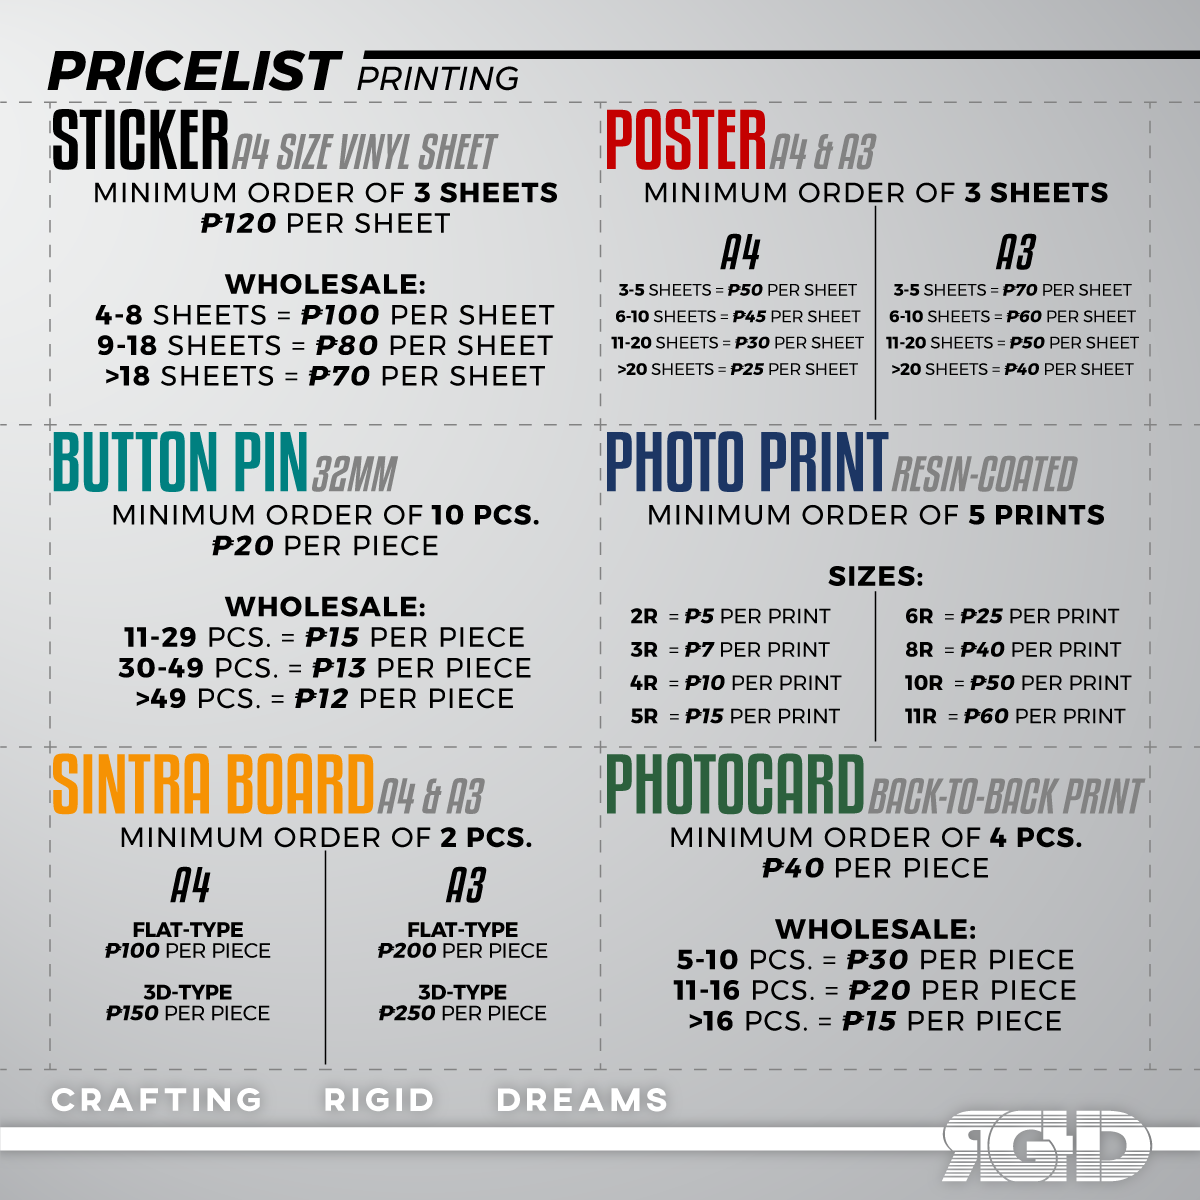 PRICELIST PRINTING
STICKER A4 SIZE VINYL SHEET
MINIMUM ORDER OF 3 SHEETS
₱120 PER SHEET
WHOLESALE:
4-8 SHEETS = ₱100 PER SHEET
9-18 SHEETS = ₱80 PER SHEET
>18 SHEETS = ₱70 PER SHEET
POSTER A4 & A3
MINIMUM ORDER OF 3 SHEETS
A4
3-5 SHEETS = ₱50 PER SHEET
6-10 SHEETS = ₱45 PER SHEET
11-20 SHEETS = ₱30 PER SHEET
>20 SHEETS = ₱25 PER SHEET
A3
3-5 SHEETS = ₱70 PER SHEET
6-10 SHEETS = ₱60 PER SHEET
11-20 SHEETS = ₱50 PER SHEET
>20 SHEETS = ₱40 PER SHEET
BUTTON PIN 32MM
MINIMUM ORDER OF 10 PCS.
₱20 PER PIECE
WHOLESALE:
11-29 PCS. = ₱15 PER PIECE
30-49 PCS. = ₱13 PER PIECE
>49 PCS. = ₱12 PER PIECE
PHOTO PRINT RESIN-COATED
MINIMUM ORDER OF 5 PRINTS
SIZES:
2R = ₱5 PER PRINT
3R = ₱7 PER PRINT
4R = ₱10 PER PRINT
5R = ₱15 PER PRINT
6R = ₱25 PER PRINT
8R = ₱40 PER PRINT
10R = ₱50 PER PRINT
11R = ₱60 PER PRINT
SINTRA BOARD A4 & A3
MINIMUM ORDER OF 2 PCS.
A4
FLAT-TYPE
₱100 PER PIECE
3D-TYPE
₱150 PER PIECE
A3
FLAT-TYPE
₱200 PER PIECE
3D-TYPE
₱250 PER PIECE
PHOTOCARD BACK-TO-BACK PRINT
MINIMUM ORDER OF 4 PCS.
₱40 PER PIECE
WHOLESALE:
5-10 PCS. = ₱30 PER PIECE
11-16 PCS. = ₱20 PER PIECE
>16 PCS. = ₱15 PER PIECE
CRAFTING RIGID DREAMS
RGID